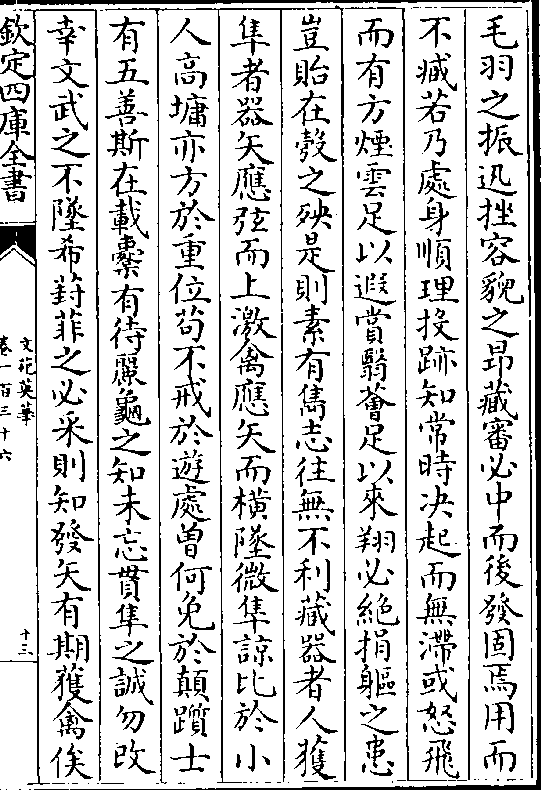 毛羽之振迅挫容貌之昂藏審必中而後發固焉用而
不臧若乃處身順理投跡知常時决起而無滯或怒飛
而有方煙雲足以遐賞翳薈足以來翔必絶捐軀之患
豈貽在彀之殃是則素有雋志往無不利藏器者人獲
隼者器矢應弦而上激禽應矢而橫墜微隼諒比於小
人高墉亦方於重位苟不戒於遊處曽何免於顛躓士
有五善斯在載櫜有待麗龜之知未忘貫隼之誠勿改
幸文武之不墜希葑菲之必采則知發矢有期獲禽俟
欽定四庫全書
文苑英華
卷一百三十六
十三